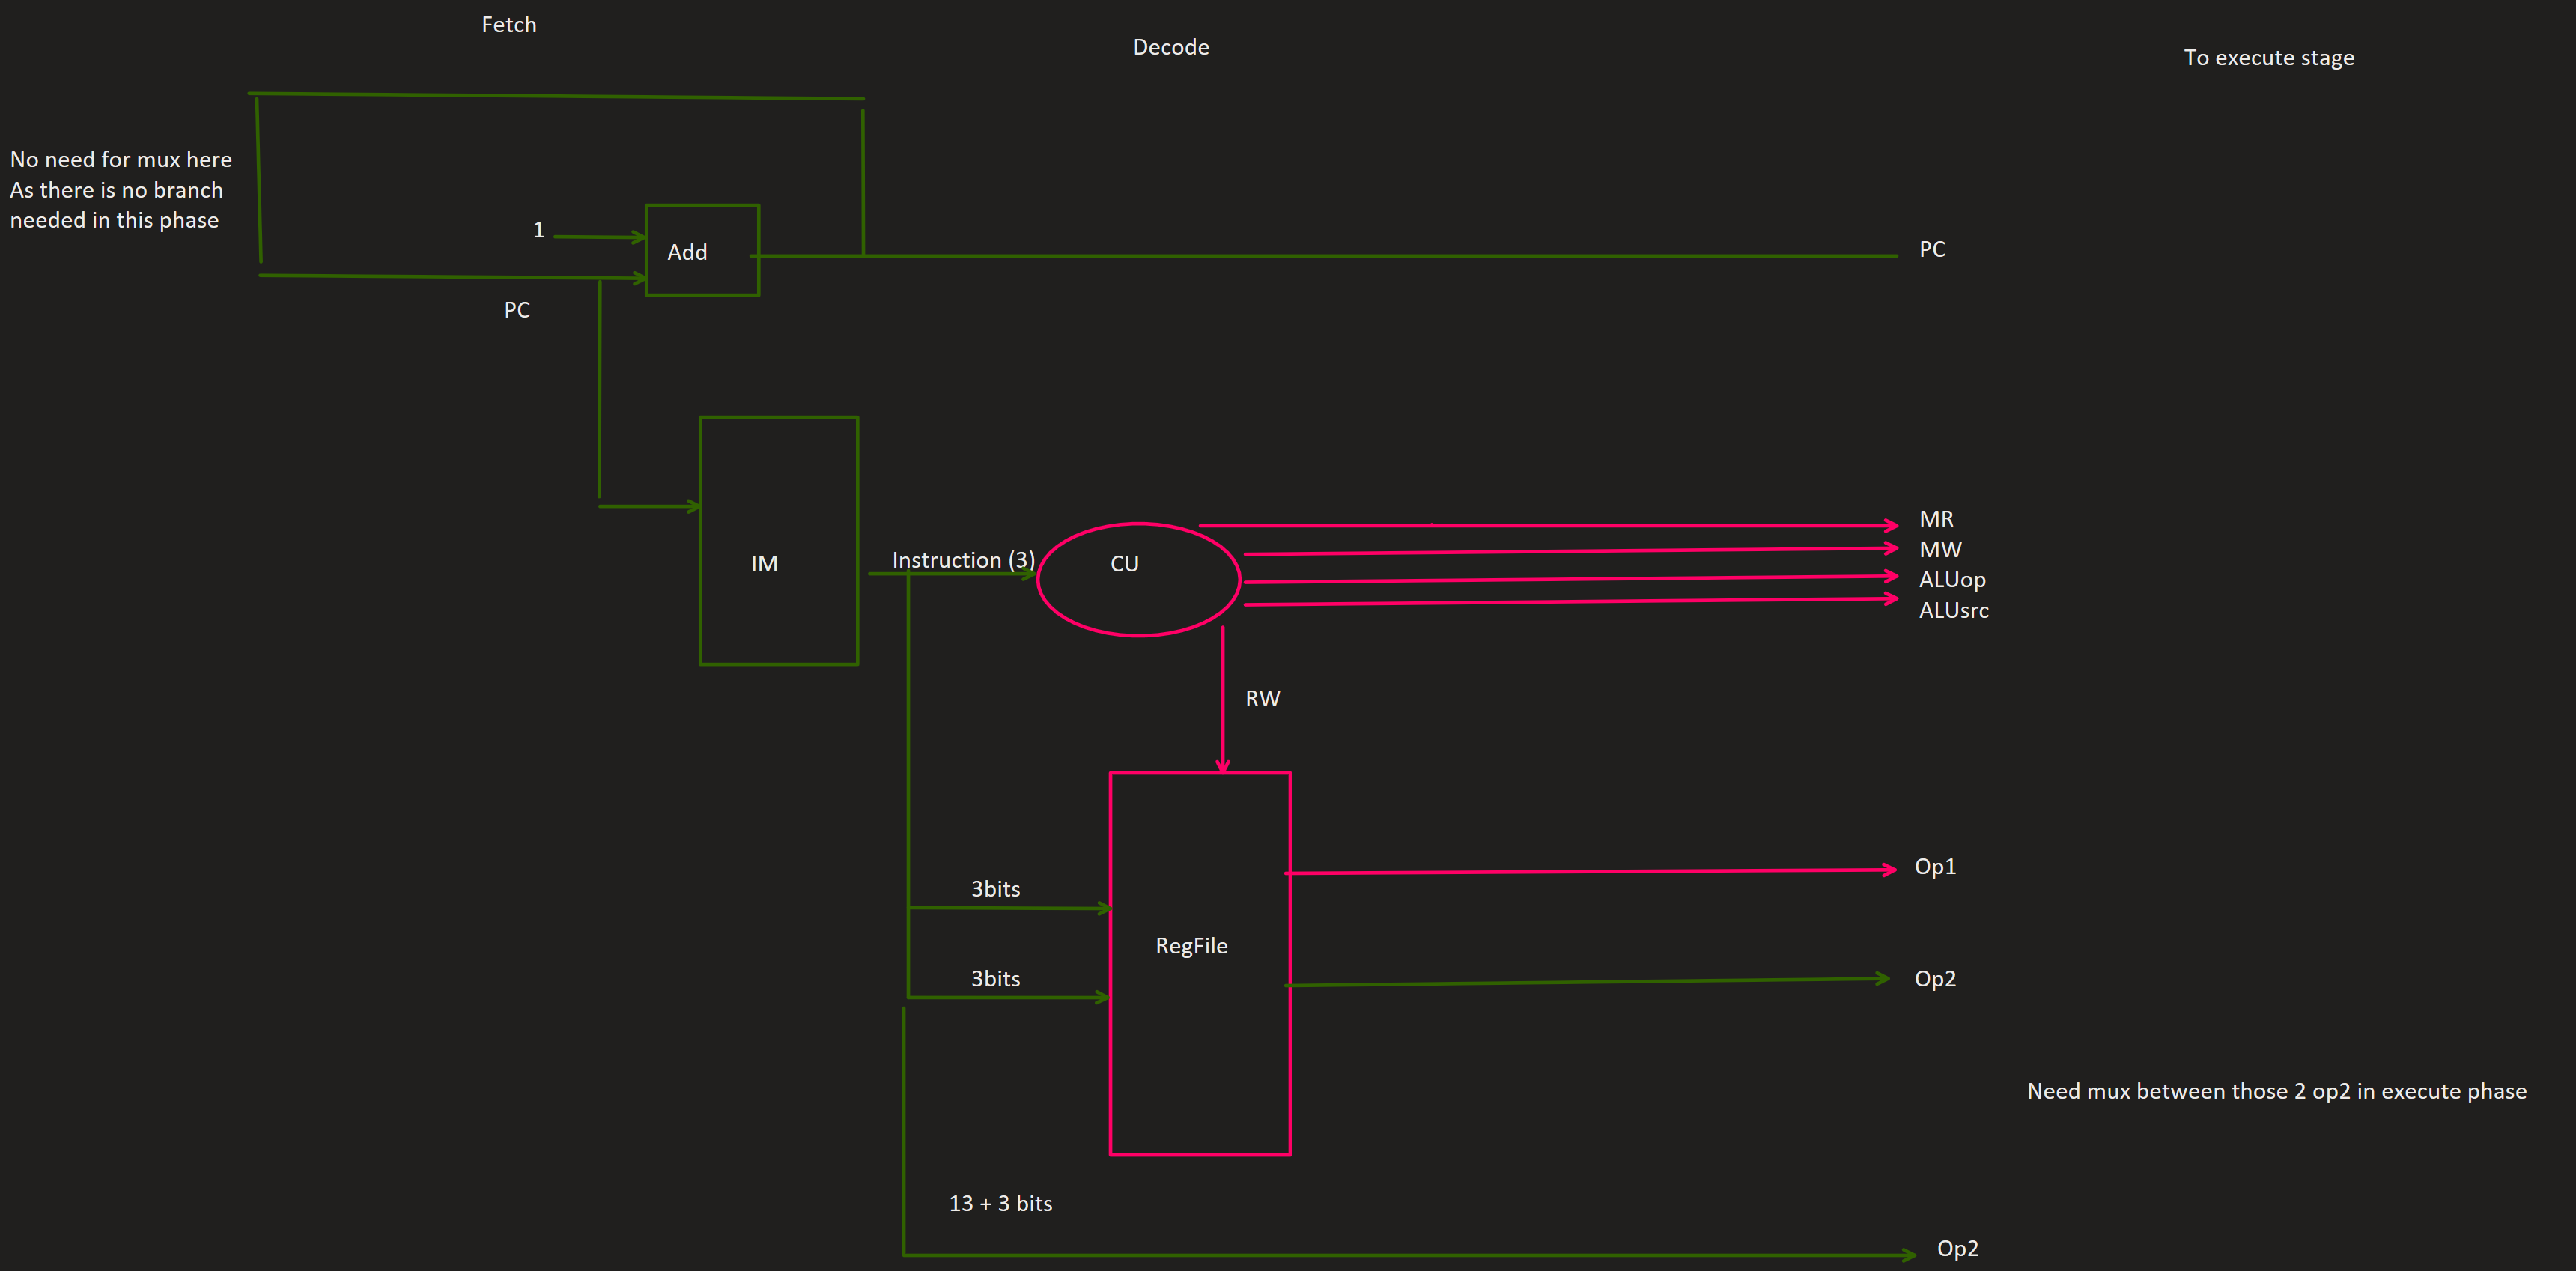 Fetch
Decode
To execute stage
No need for mux here
As there is no branch
needed in this phase
1
Add
PC
PC
IM
Instruction (3)
CU
MR
MW
ALUop
ALUsrc
RW
3bits
Op1
RegFile
3bits
Op2
Need mux between those 2 op2 in execute phase
13 + 3 bits
Op2